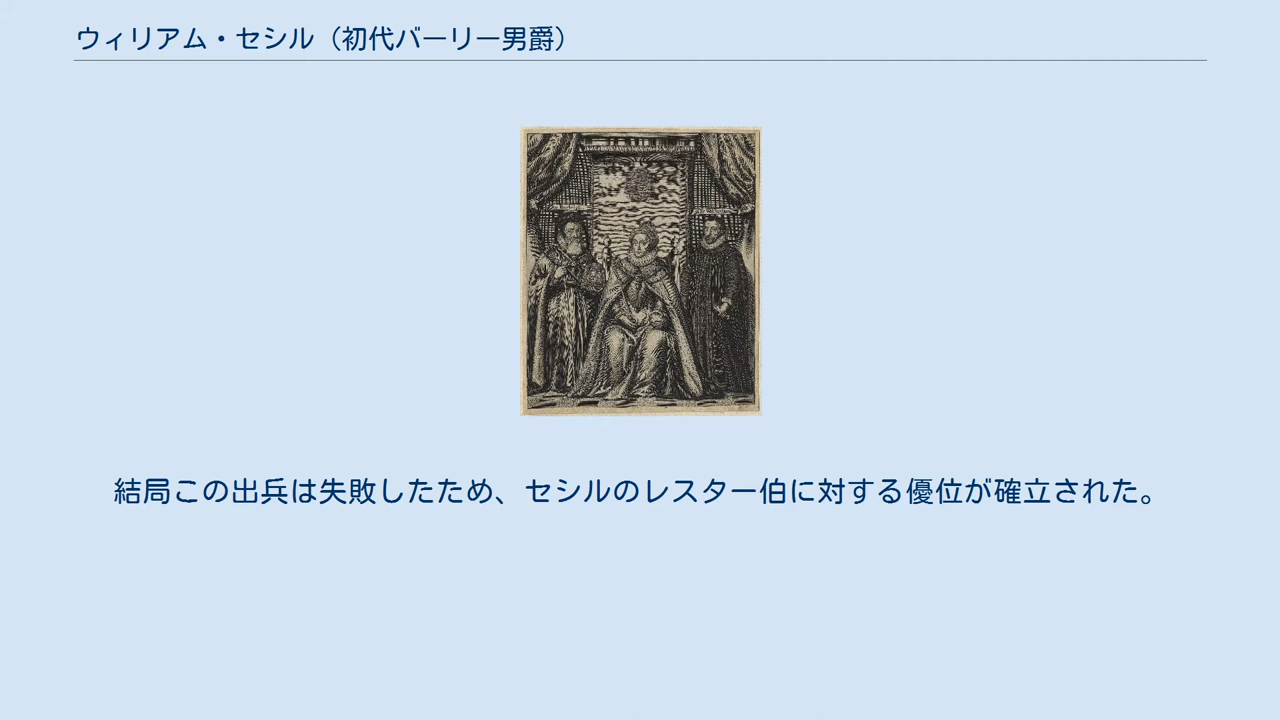 ウィリアム・セシル（初代バーリー男爵）
結局この出兵は失敗したため、セシルのレスター伯に対する優位が確立された。